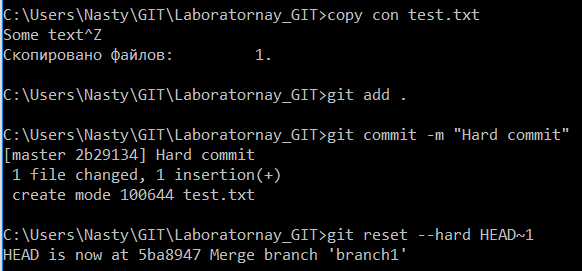 C:\Users\Nasty\GIT\Laboratornay_GIT>copy con test.txt
Some text^Z
Скопировано файлов:         1.
C:\Users\Nasty\GIT\Laboratornay_GIT>git add .
C:\Users\Nasty\GIT\Laboratornay_GIT>git commit -m "Hard commit"
[master 2b29134] Hard commit
 1 file changed, 1 insertion(+)
 create mode 100644 test.txt
C:\Users\Nasty\GIT\Laboratornay_GIT>git reset --hard HEAD~1
HEAD is now at 5ba8947 Merge branch 'branch1'